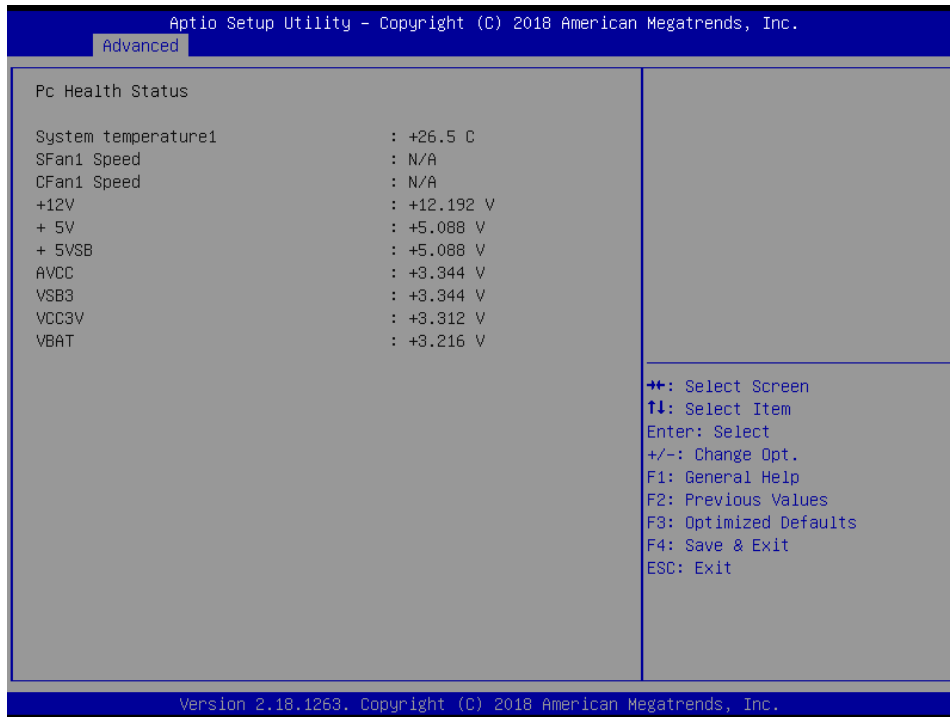 Aptio Setup Utility – Copyright (C) 2018 American Megatrends, Inc.
Advanced
Pc Health Status
System temperature1 : +26.5 C
SFan1 Speed : N/A
CFan1 Speed : N/A
+12V : +12.192 V
+ 5V : +5.088 V
+ 5VSB : +5.088 V
AVCC : +3.344 V
VSB3 : +3.344 V
VCC3V : +3.312 V
VBAT : +3.216 V
→←: Select Screen
↑↓: Select Item
Enter: Select
+/-: Change Opt.
F1: General Help
F2: Previous Values
F3: Optimized Defaults
F4: Save & Exit
ESC: Exit
Version 2.18.1263. Copyright (C) 2018 American Megatrends, Inc.